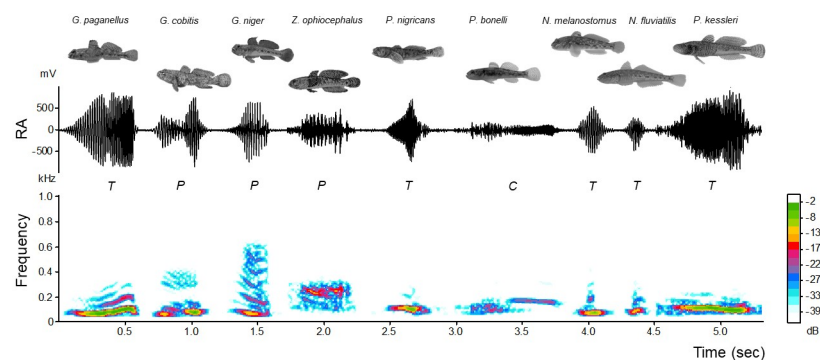 G. paganellus G. cobitis G. niger Z. ophiocephalus P. nigricans P. bonelli N. melanostomus N. fluviatilis P. kessleri
mV
500
RA 0
-500
kHz
T P P P T C T T T
1.0
0.8
Frequency 0.6
0.4
0.2
0
0.5 1.0 1.5 2.0 2.5 3.0 3.5 4.0 4.5 5.0
Time (sec)
-2
-8
-13
-17
-22
-27
-33
-39
dB